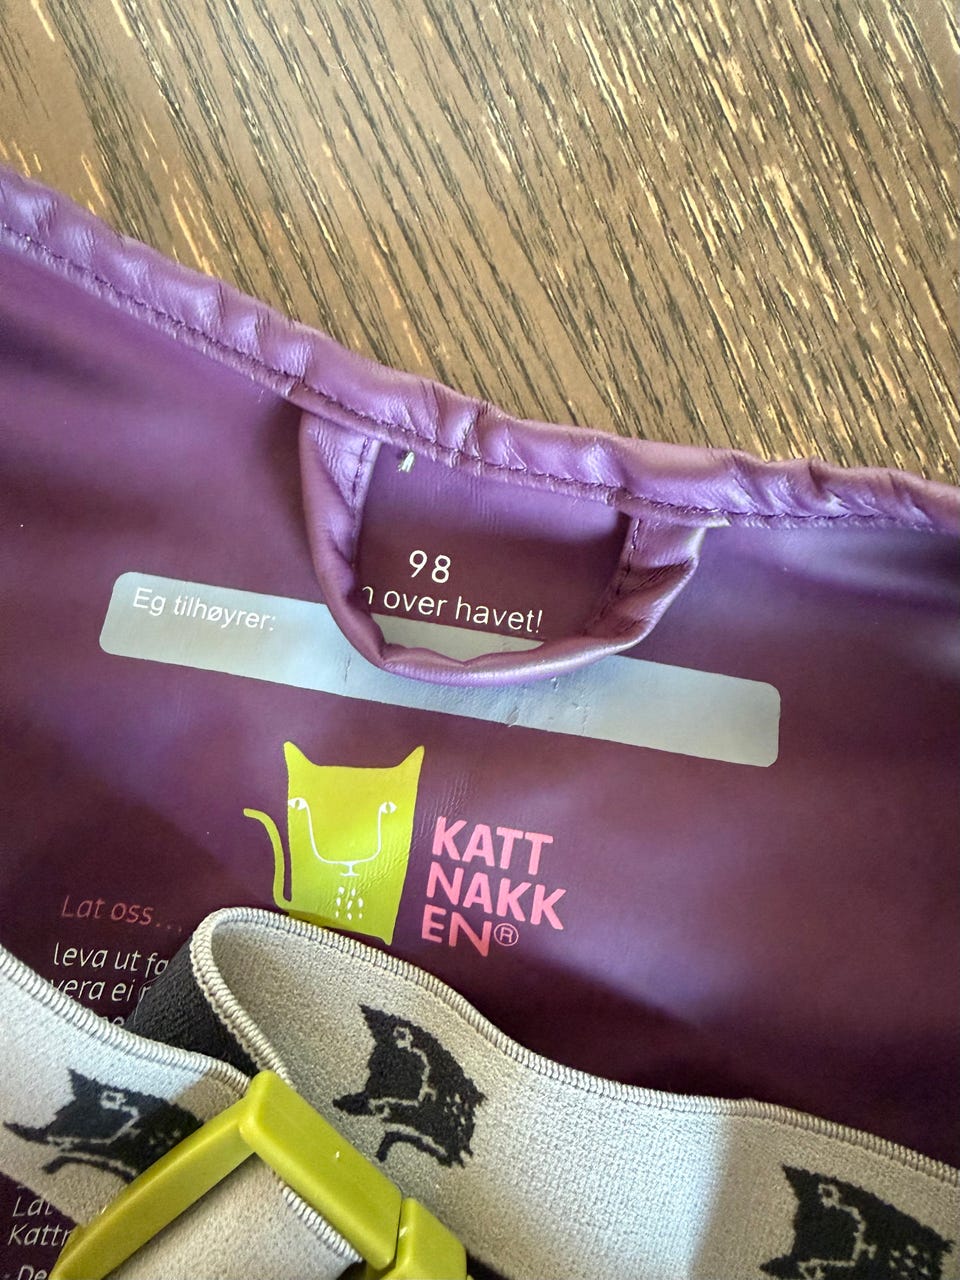 98
over havet!
Eg tilhøyrer:
KATT
NAKK
EN®
Lat oss...
leva ut
vera ei